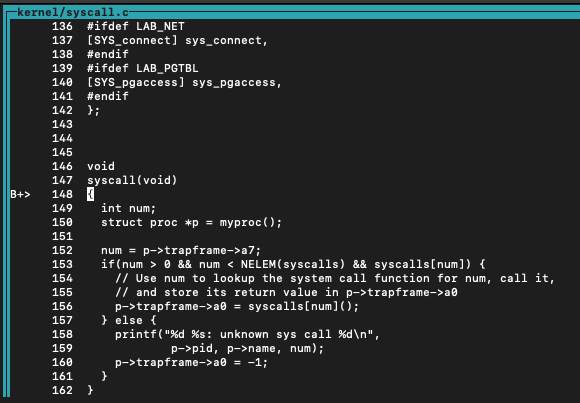 kernel/syscall.c
136 #ifdef LAB_NET
137 [SYS_connect] sys_connect,
138 #endif
139 #ifdef LAB_PGTBL
140 [SYS_pgaccess] sys_pgaccess,
141 #endif
142 };
143
144
145
146 void
147 syscall(void)
B+> 148 {
149   int num;
150   struct proc *p = myproc();
151
152   num = p->trapframe->a7;
153   if(num > 0 && num < NELEM(syscalls) && syscalls[num]) {
154     // Use num to lookup the system call function for num, call it,
155     // and store its return value in p->trapframe->a0
156     p->trapframe->a0 = syscalls[num]();
157   } else {
158     printf("%d %s: unknown sys call %d\n",
159             p->pid, p->name, num);
160     p->trapframe->a0 = -1;
161   }
162 }